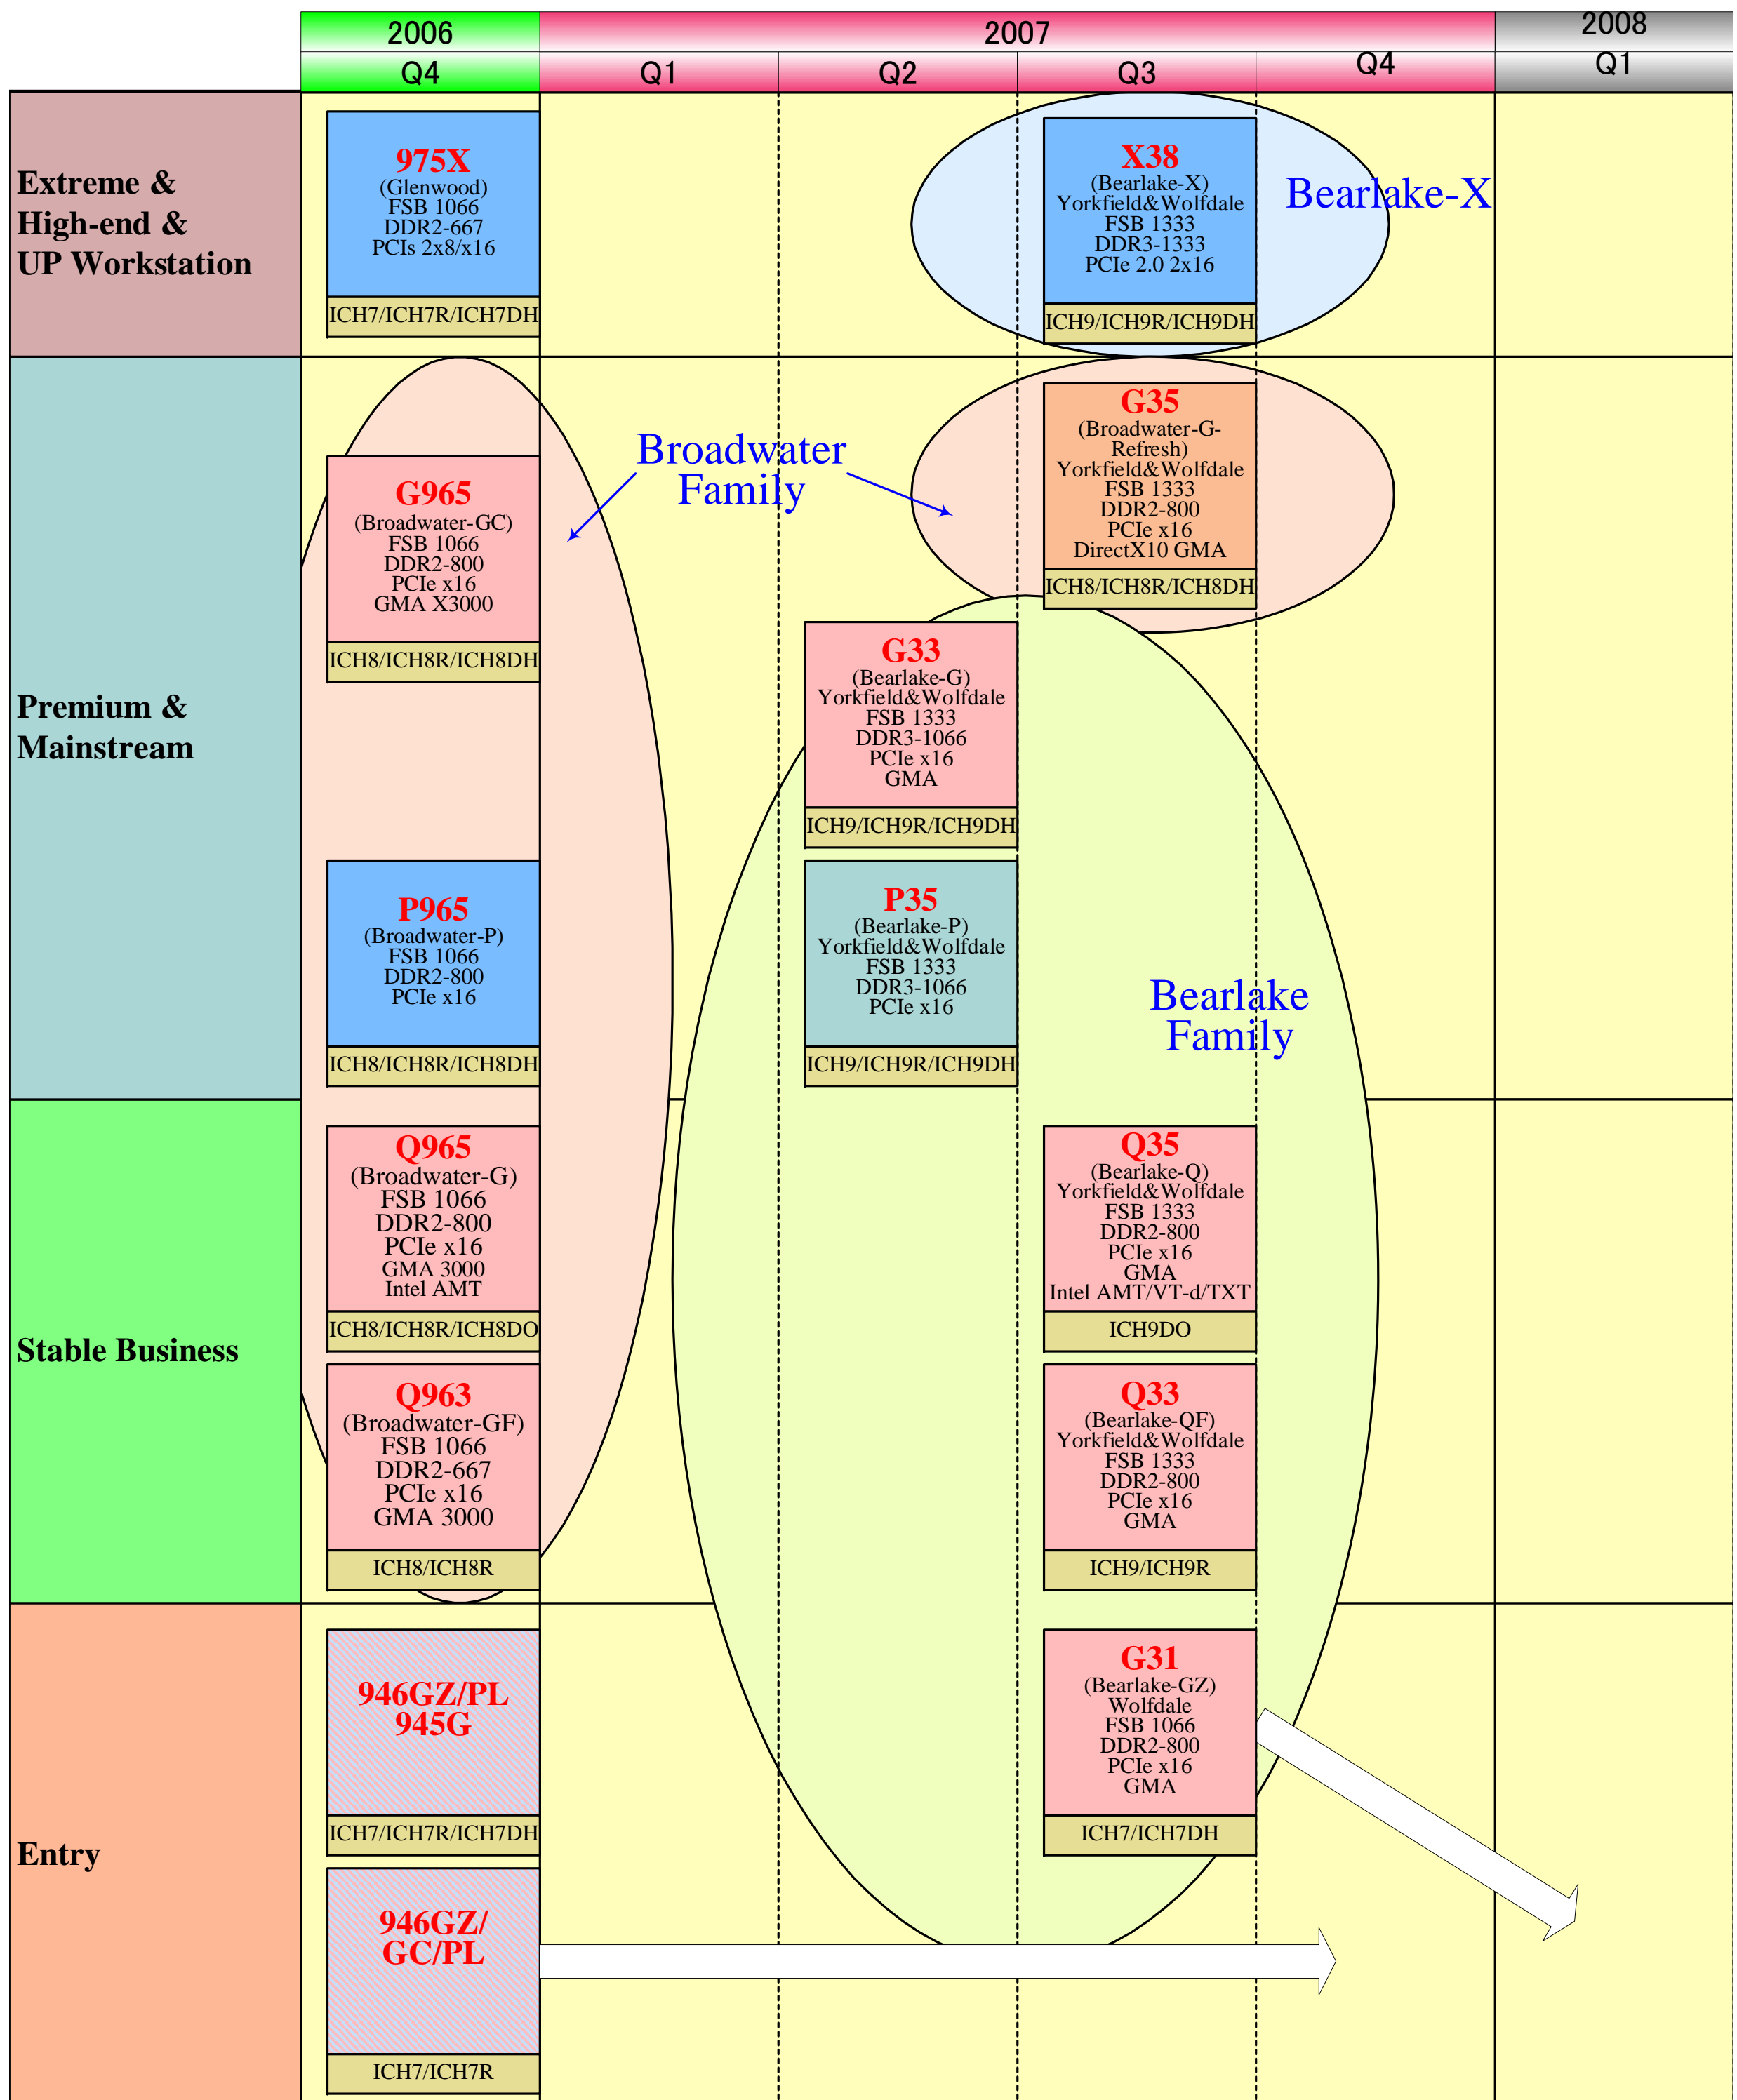 2006
2007
2008
Q4
Q1
Q2
Q3
Q4
Q1
Extreme &
High-end &
UP Workstation
975X
(Glenwood)
FSB 1066
DDR2-667
PCIs 2x8/x16
ICH7/ICH7R/ICH7DH
X38
(Bearlake-X)
Yorkfield&Wolfdale
FSB 1333
DDR3-1333
PCIe 2.0 2x16
ICH9/ICH9R/ICH9DH
Bearlake-X
Premium &
Mainstream
G965
(Broadwater-GC)
FSB 1066
DDR2-800
PCIe x16
GMA X3000
ICH8/ICH8R/ICH8DH
Broadwater
Family
G35
(Broadwater-G-
Refresh)
Yorkfield&Wolfdale
FSB 1333
DDR2-800
PCIe x16
DirectX10 GMA
ICH8/ICH8R/ICH8DH
G33
(Bearlake-G)
Yorkfield&Wolfdale
FSB 1333
DDR3-1066
PCIe x16
GMA
ICH9/ICH9R/ICH9DH
P965
(Broadwater-P)
FSB 1066
DDR2-800
PCIe x16
ICH8/ICH8R/ICH8DH
P35
(Bearlake-P)
Yorkfield&Wolfdale
FSB 1333
DDR3-1066
PCIe x16
ICH9/ICH9R/ICH9DH
Bearlake
Family
Stable Business
Q965
(Broadwater-G)
FSB 1066
DDR2-800
PCIe x16
GMA 3000
Intel AMT
ICH8/ICH8R/ICH8DO
Q35
(Bearlake-Q)
Yorkfield&Wolfdale
FSB 1333
DDR2-800
PCIe x16
GMA
Intel AMT/VT-d/TXT
ICH9DO
Q963
(Broadwater-GF)
FSB 1066
DDR2-667
PCIe x16
GMA 3000
ICH8/ICH8R
Q33
(Bearlake-QF)
Yorkfield&Wolfdale
FSB 1333
DDR2-800
PCIe x16
GMA
ICH9/ICH9R
Entry
946GZ/PL
945G
ICH7/ICH7R/ICH7DH
G31
(Bearlake-GZ)
Wolfdale
FSB 1066
DDR2-800
PCIe x16
GMA
ICH7/ICH7DH
946GZ/
GC/PL
ICH7/ICH7R